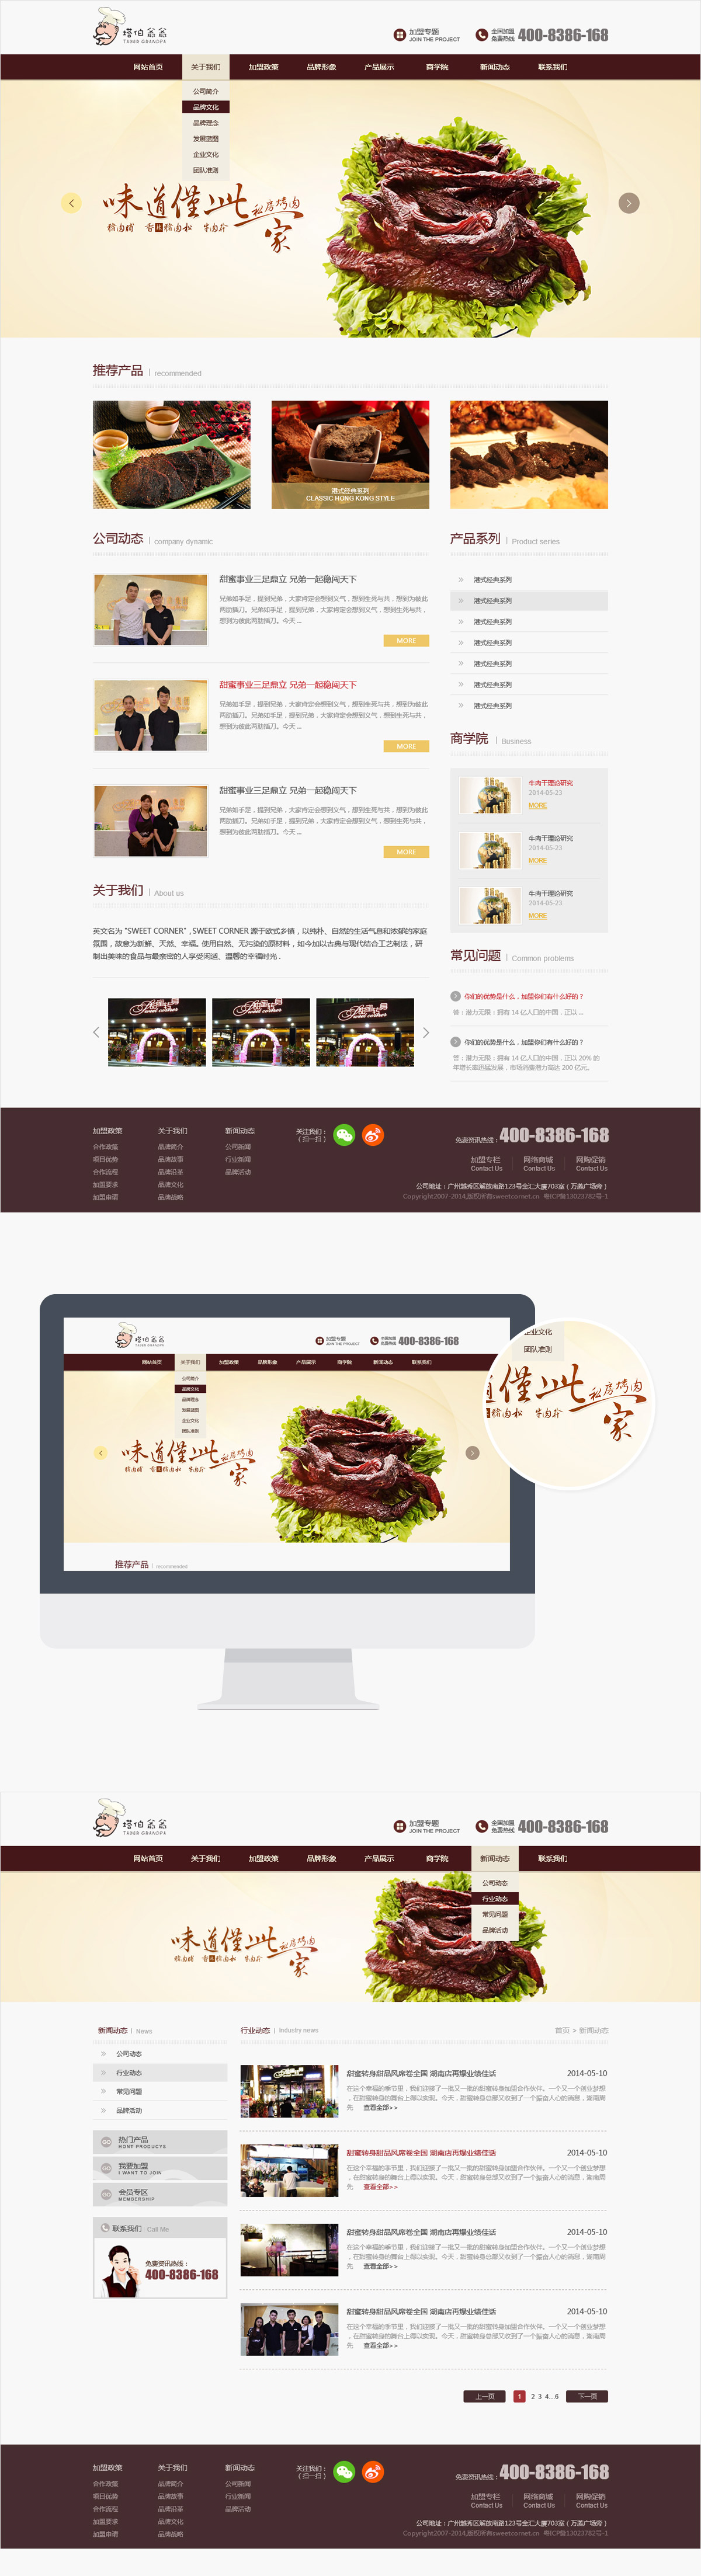 塔伯爷爷
TABER GRANDPA
加盟专题
JOIN THE PROJECT
全国加盟
免费热线
400-8386-168
网站首页 关于我们 加盟政策 品牌形象 产品展示 商学院 新闻动态 联系我们
公司简介
品牌文化
品牌理念
发展蓝图
企业文化
团队准则
味道僅此一家
私房烤肉
推荐产品 | recommended
港式经典系列
CLASSIC HONG KONG STYLE
公司动态 | company dynamic
甜蜜事业三足鼎立 兄弟一起稳闯天下
兄弟如手足，提到兄弟，大家肯定会想到义气，想到生死与共，想到为彼此
两肋插刀。兄弟如手足，提到兄弟，大家肯定会想到义气，想到生死与共，
想到为彼此两肋插刀。今天 ...
MORE
甜蜜事业三足鼎立 兄弟一起稳闯天下
兄弟如手足，提到兄弟，大家肯定会想到义气，想到生死与共，想到为彼此
两肋插刀。兄弟如手足，提到兄弟，大家肯定会想到义气，想到生死与共，
想到为彼此两肋插刀。今天 ...
MORE
甜蜜事业三足鼎立 兄弟一起稳闯天下
兄弟如手足，提到兄弟，大家肯定会想到义气，想到生死与共，想到为彼此
两肋插刀。兄弟如手足，提到兄弟，大家肯定会想到义气，想到生死与共，
想到为彼此两肋插刀。今天 ...
MORE
产品系列 | Product series
港式经典系列
港式经典系列
港式经典系列
港式经典系列
港式经典系列
港式经典系列
港式经典系列
商学院 | Business
牛肉干理论研究
2014-05-23
MORE
牛肉干理论研究
2014-05-23
MORE
牛肉干理论研究
2014-05-23
MORE
关于我们 | About us
英文名为 "SWEET CORNER" , SWEET CORNER 源于欧式乡镇，以纯朴、自然的生活气息和浓郁的家庭
氛围，故意为新鲜、天然、幸福。使用自然、无污染的原材料，如今加以古典与现代结合工艺制法，研
制出美味的食品与最亲密的人享受闲适、温馨的幸福时光 .
Sweet corner
Sweet corner
Sweet corner
常见问题 | Common problems
你们的优势是什么，加盟你们有什么好的？
答：潜力无限：拥有 14 亿人口的中国，正以 ...
你们的优势是什么，加盟你们有什么好的？
答：潜力无限：拥有 14 亿人口的中国，正以 20% 的
年增长率迅猛发展，市场消费潜力高达 200 亿元。
加盟政策
合作政策
项目优势
合作流程
加盟要求
加盟申请
关于我们
品牌简介
品牌故事
品牌沿革
品牌文化
品牌战略
新闻动态
公司新闻
行业新闻
品牌活动
关注我们：
（扫一扫）
免费资讯热线：400-8386-168
加盟专栏 网络商城 网购促销
Contact Us Contact Us Contact Us
公司地址：广州越秀区解放南路123号金汇大厦703室（万菱广场旁）
Copyright2007-2014,版权所有sweetcornet.cn 粤ICP备13023782号-1
塔伯爷爷
TABER GRANDPA
加盟专题
JOIN THE PROJECT
全国加盟
免费热线
400-8386-168
网站首页 关于我们 加盟政策 品牌形象 产品展示 商学院 新闻动态 联系我们
公司简介
品牌文化
品牌理念
发展蓝图
企业文化
团队准则
味道僅此一家
私房烤肉
推荐产品 | recommended
企业文化
团队准则
道僅此
私房烤肉
家
塔伯爷爷
TABER GRANDPA
加盟专题
JOIN THE PROJECT
全国加盟
免费热线
400-8386-168
网站首页 关于我们 加盟政策 品牌形象 产品展示 商学院 新闻动态 联系我们
公司动态
行业动态
常见问题
品牌活动
味道僅此一家
私房烤肉
新闻动态 | News
公司动态
行业动态
常见问题
品牌活动
GO 热门产品
HONT PRODUCYS
GO 我要加盟
I WANT TO JOIN
GO 会员专区
MEMBERSHIP
联系我们 | Call Me
免费资讯热线：
400-8386-168
行业动态 | Industry news
首页 > 新闻动态
甜蜜转身甜品风席卷全国 湖南店再爆业绩佳话 2014-05-10
在这个幸福的季节里，我们迎接了一批又一批的甜蜜转身加盟合作伙伴。一个又一个创业梦想
，在甜蜜转身的舞台上得以实现。今天，甜蜜转身总部又收到了一个振奋人心的消息，湖南周
先 查看全部>>
甜蜜转身甜品风席卷全国 湖南店再爆业绩佳话 2014-05-10
在这个幸福的季节里，我们迎接了一批又一批的甜蜜转身加盟合作伙伴。一个又一个创业梦想
，在甜蜜转身的舞台上得以实现。今天，甜蜜转身总部又收到了一个振奋人心的消息，湖南周
先 查看全部>>
甜蜜转身甜品风席卷全国 湖南店再爆业绩佳话 2014-05-10
在这个幸福的季节里，我们迎接了一批又一批的甜蜜转身加盟合作伙伴。一个又一个创业梦想
，在甜蜜转身的舞台上得以实现。今天，甜蜜转身总部又收到了一个振奋人心的消息，湖南周
先 查看全部>>
甜蜜转身甜品风席卷全国 湖南店再爆业绩佳话 2014-05-10
在这个幸福的季节里，我们迎接了一批又一批的甜蜜转身加盟合作伙伴。一个又一个创业梦想
，在甜蜜转身的舞台上得以实现。今天，甜蜜转身总部又收到了一个振奋人心的消息，湖南周
先 查看全部>>
上一页 1 2 3 4...6 下一页
加盟政策
合作政策
项目优势
合作流程
加盟要求
加盟申请
关于我们
品牌简介
品牌故事
品牌沿革
品牌文化
品牌战略
新闻动态
公司新闻
行业新闻
品牌活动
关注我们：
（扫一扫）
免费资讯热线：400-8386-168
加盟专栏 网络商城 网购促销
Contact Us Contact Us Contact Us
公司地址：广州越秀区解放南路123号金汇大厦703室（万菱广场旁）
Copyright2007-2014,版权所有sweetcornet.cn 粤ICP备13023782号-1